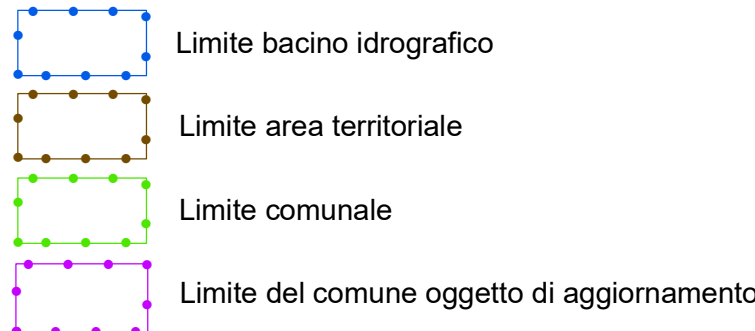 Limite bacino idrografico
Limite area territoriale
Limite comunale
Limite del comune oggetto di aggiornamento